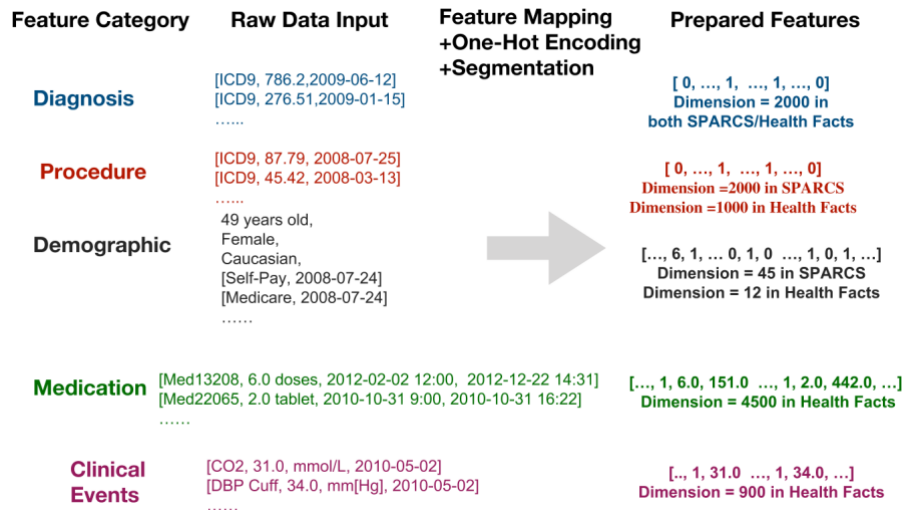 Feature Category
Raw Data Input
Feature Mapping
+One-Hot Encoding
+Segmentation
Prepared Features
Diagnosis
[ICD9, 786.2,2009-06-12]
[ICD9, 276.51,2009-01-15]
…...
[ 0, …, 1,  …, 1, …, 0]
Dimension = 2000 in
both SPARCS/Health Facts
Procedure
[ICD9, 87.79, 2008-07-25]
[ICD9, 45.42, 2008-03-13]
…...
[ 0, …, 1,  …, 1, …, 0]
Dimension =2000 in SPARCS
Dimension =1000 in Health Facts
Demographic
49 years old,
Female,
Caucasian,
[Self-Pay, 2008-07-24]
[Medicare, 2008-07-24]
……
[…, 6, 1, … 0, 1, 0  …, 1, 0, 1, …]
Dimension = 45 in SPARCS
Dimension = 12 in Health Facts
Medication
[Med13208, 6.0 doses, 2012-02-02 12:00,  2012-12-22 14:31]
[Med22065, 2.0 tablet, 2010-10-31 9:00, 2010-10-31 16:22]
……
[…, 1, 6.0, 151.0  …, 1, 2.0, 442.0, …]
Dimension = 4500 in Health Facts
Clinical
Events
[CO2, 31.0, mmol/L, 2010-05-02]
[DBP Cuff, 34.0, mm[Hg], 2010-05-02]
……
[.., 1, 31.0  …, 1, 34.0, …]
Dimension = 900 in Health Facts